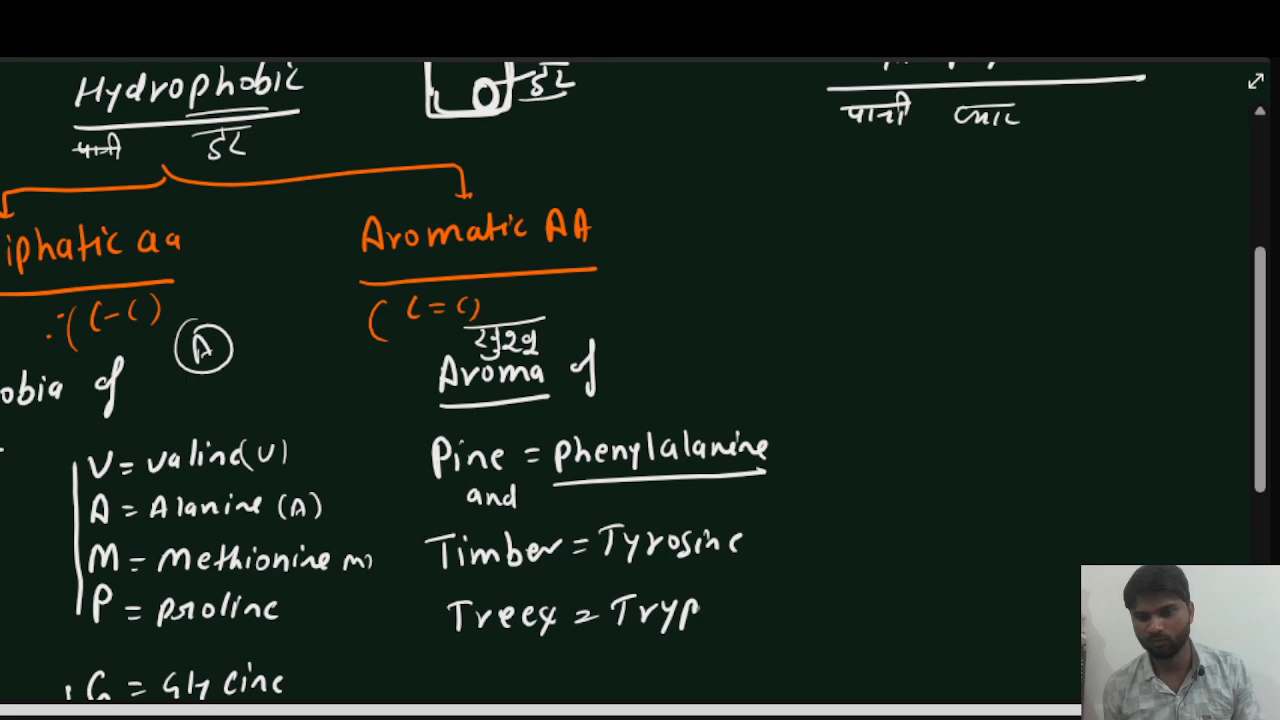 Hydrophobic
पानी डर
डर
पानी प्यार
iphatic aa
∵(C-C)
Aromatic AA
(C=C)
A
obia of
खुशबु
Aroma of
V = valine(V)
A = Alanine (A)
M = Methionine
P = proline
G = Glycine
Pine = phenylalanine
and
Timber = Tyrosine
= Tryp